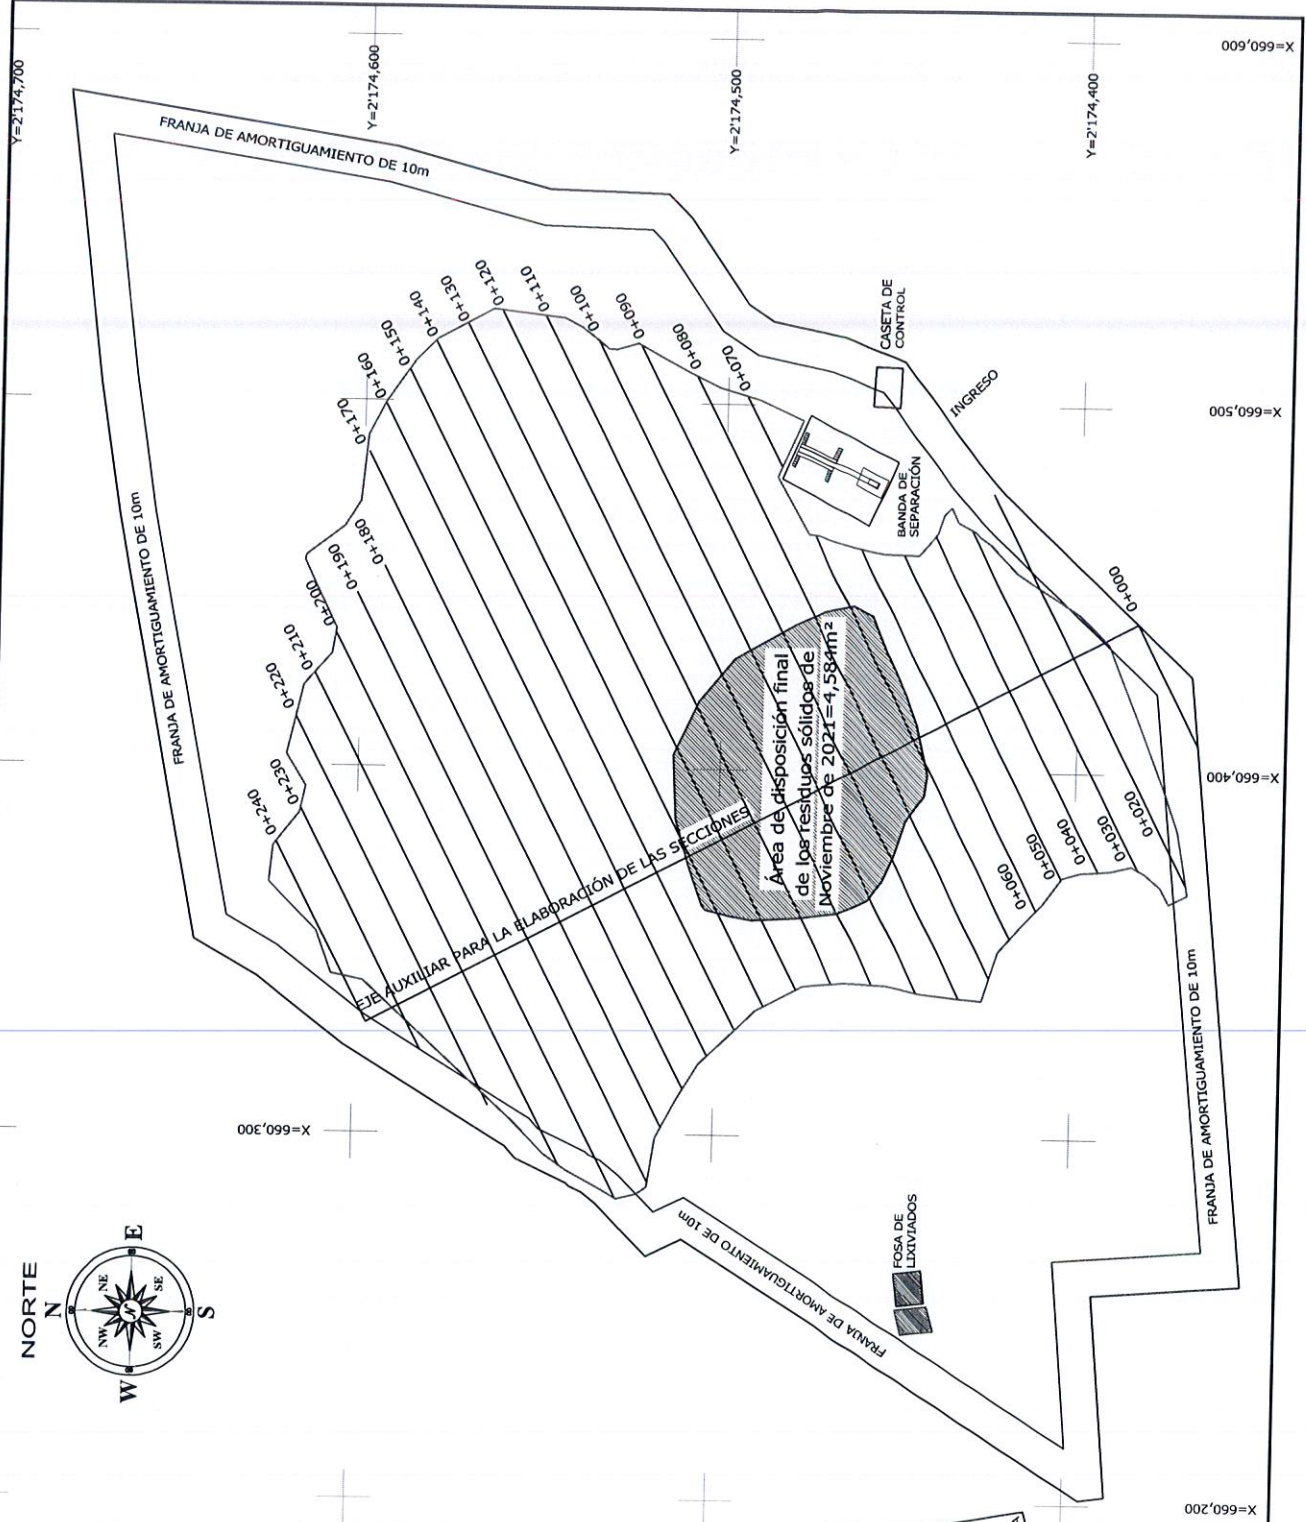 X=660,600
Y=2'174,700
Y=2'174,600
Y=2'174,500
Y=2'174,400
FRANJA DE AMORTIGUAMIENTO DE 10m
0+120
0+110
0+130
0+140
0+100
0+090
0+150
0+080
0+160
0+070
0+170
CASETA DE
CONTROL
INGRESO
X=660,500
BANDA DE
SEPARACIÓN
FRANJA DE AMORTIGUAMIENTO DE 10m
0+180
0+190
0+200
0+210
0+220
0+230
0+240
0+000
Área de disposición final
de los residuos sólidos de
Noviembre de 2021=4,584m²
EJE AUXILIAR PARA LA ELABORACIÓN DE LAS SECCIONES
X=660,400
0+020
0+030
0+040
0+050
0+060
FRANJA DE AMORTIGUAMIENTO DE 10m
X=660,300
FRANJA DE AMORTIGUAMIENTO DE 10m
FOSA DE
LIXIVIADOS
NORTE
N
NE
E
SE
S
SW
W
NW
N
X=660,200